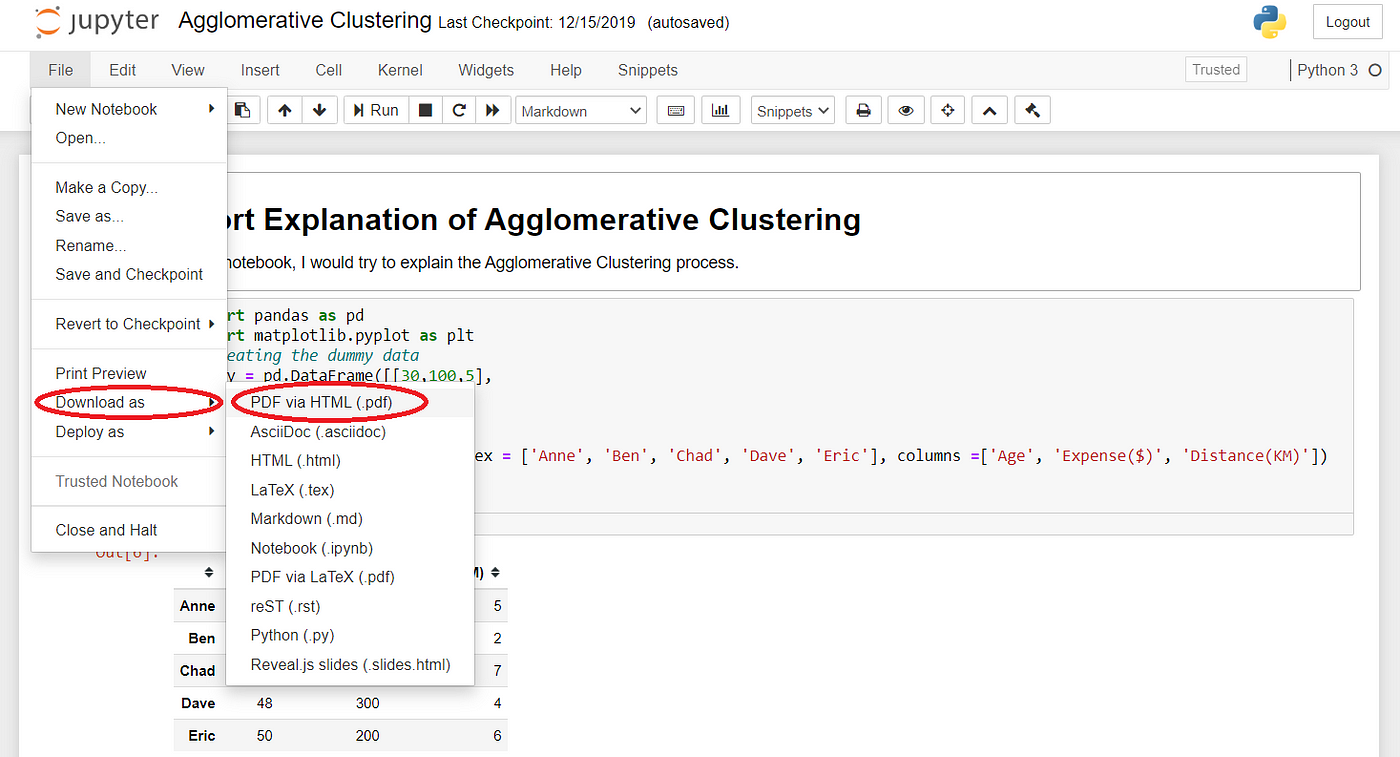 jupyter Agglomerative Clustering Last Checkpoint: 12/15/2019 (autosaved)
Logout
File Edit View Insert Cell Kernel Widgets Help Snippets
Trusted
Python 3
Run
Markdown
Snippets
New Notebook
Open...
Make a Copy...
Save as...
Rename...
Save and Checkpoint
Revert to Checkpoint
Print Preview
Download as
Deploy as
Trusted Notebook
Close and Halt
PDF via HTML (.pdf)
AsciiDoc (.asciidoc)
HTML (.html)
LaTeX (.tex)
Markdown (.md)
Notebook (.ipynb)
PDF via LaTeX (.pdf)
reST (.rst)
Python (.py)
Reveal.js slides (.slides.html)
rt Explanation of Agglomerative Clustering
notebook, I would try to explain the Agglomerative Clustering process.
rt pandas as pd
rt matplotlib.pyplot as plt
eating the dummy data
y = pd.DataFrame([[30,100,5],
ex = ['Anne', 'Ben', 'Chad', 'Dave', 'Eric'], columns =['Age', 'Expense($)', 'Distance(KM)'])
Out[6]:
M)
Anne 5
Ben 2
Chad 7
Dave 48 300 4
Eric 50 200 6